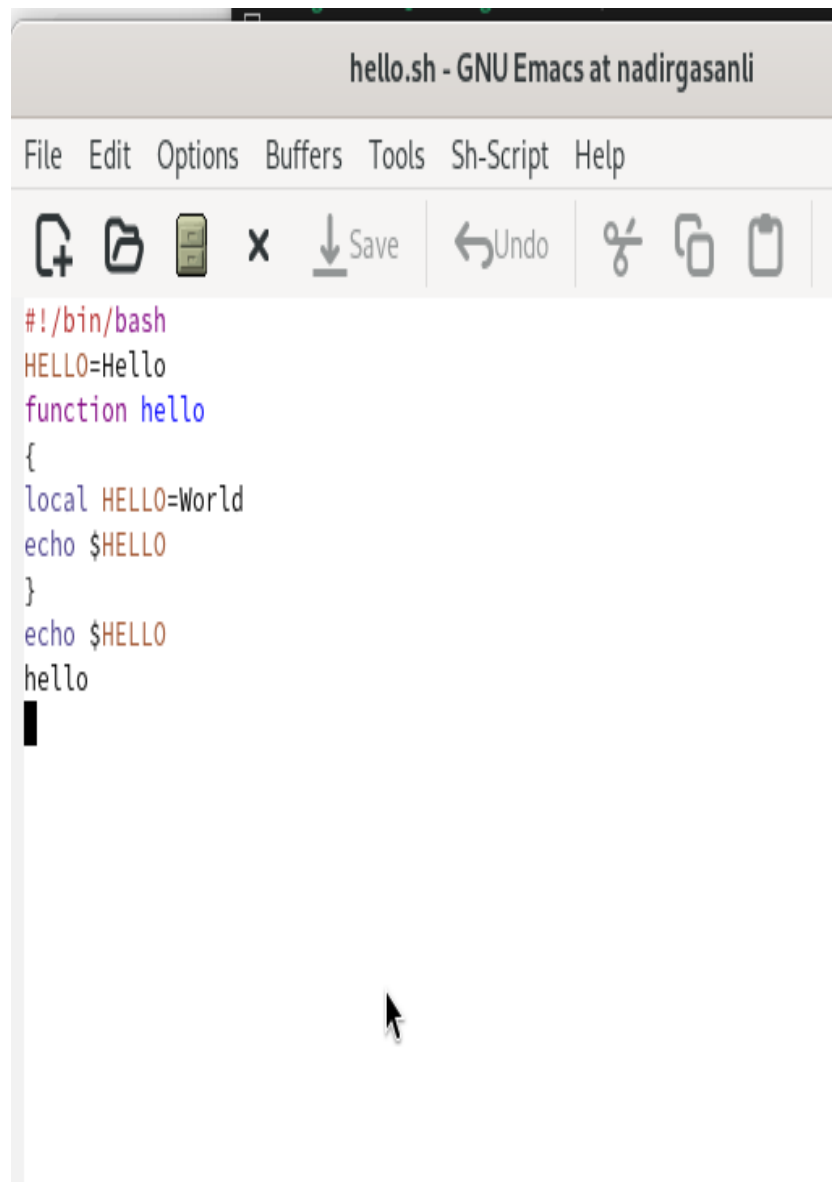 hello.sh - GNU Emacs at nadirgasanli
File Edit Options Buffers Tools Sh-Script Help
Save Undo
#!/bin/bash
HELLO=Hello
function hello
{
local HELLO=World
echo $HELLO
}
echo $HELLO
hello